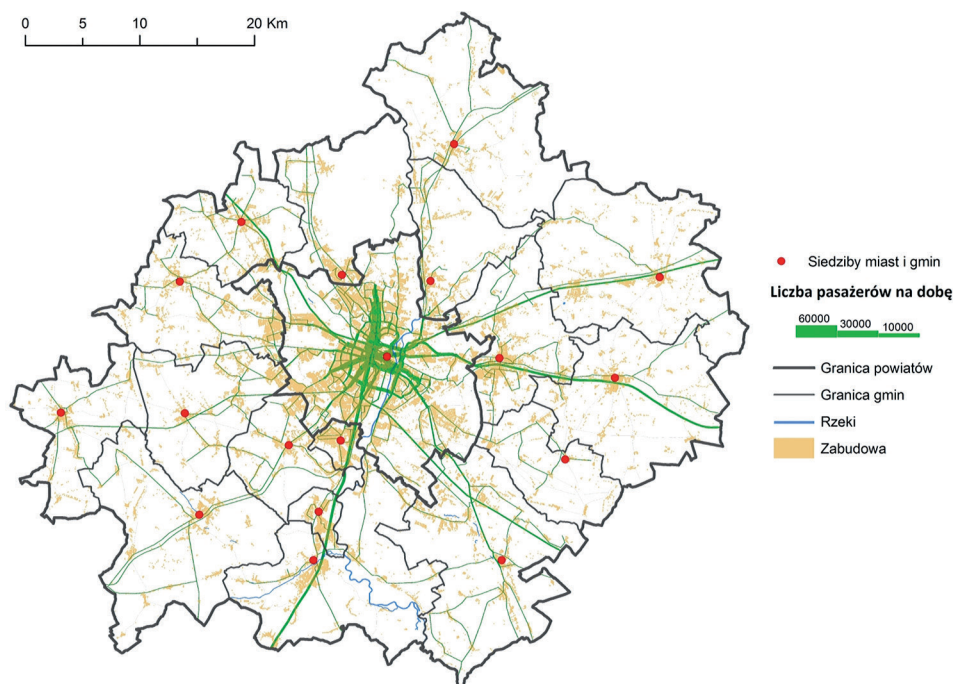 0 5 10 20 Km
Siedziby miast i gmin
Liczba pasażerów na dobę
60000 30000 10000
Granica powiatów
Granica gmin
Rzeki
Zabudowa